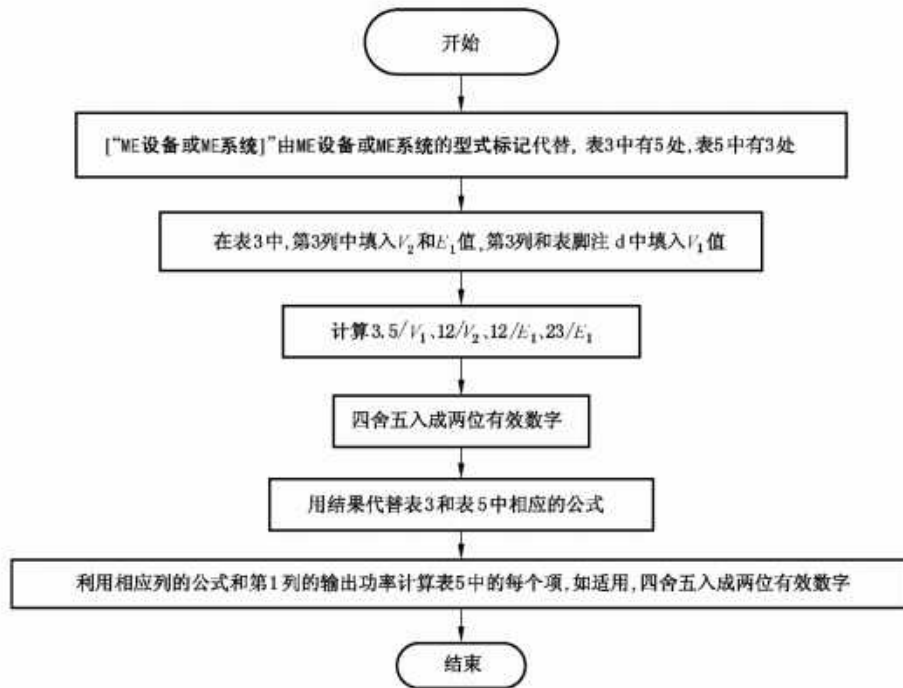 开始
[“ME设备或ME系统]”由ME设备或ME系统的型式标记代替, 表3中有5处,表5中有3处
在表3中,第3列中填入V₂和E₁值,第3列和表脚注 d 中填入V₁值
计算3.5/V₁、12/V₂、12/E₁、23/E₁
四舍五入成两位有效数字
用结果代替表3和表5中相应的公式
利用相应列的公式和第1列的输出功率计算表5中的每个项,如适用,四舍五入成两位有效数字
结束